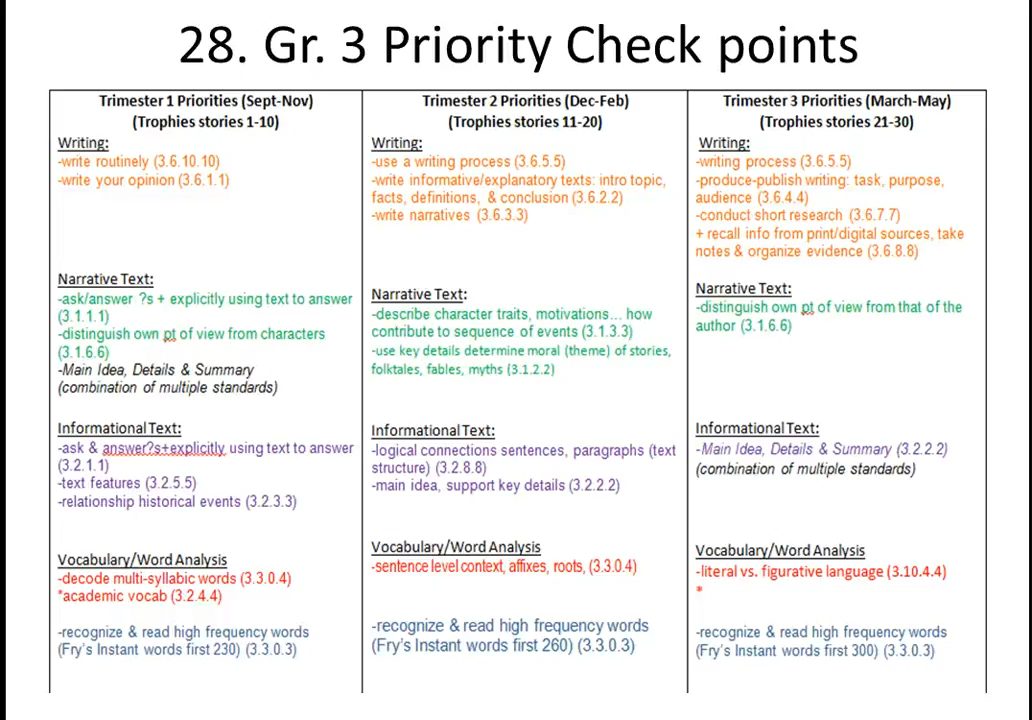 28. Gr. 3 Priority Check points
Trimester 1 Priorities (Sept-Nov)
(Trophies stories 1-10)
Writing:
-write routinely (3.6.10.10)
-write your opinion (3.6.1.1)
Narrative Text:
-ask/answer ?s + explicitly using text to answer
(3.1.1.1)
-distinguish own pt of view from characters
(3.1.6.6)
-Main Idea, Details & Summary
(combination of multiple standards)
Informational Text:
-ask & answer?s+explicitly using text to answer
(3.2.1.1)
-text features (3.2.5.5)
-relationship historical events (3.2.3.3)
Vocabulary/Word Analysis
-decode multi-syllabic words (3.3.0.4)
*academic vocab (3.2.4.4)
-recognize & read high frequency words
(Fry's Instant words first 230) (3.3.0.3)
Trimester 2 Priorities (Dec-Feb)
(Trophies stories 11-20)
Writing:
-use a writing process (3.6.5.5)
-write informative/explanatory texts: intro topic,
facts, definitions, & conclusion (3.6.2.2)
-write narratives (3.6.3.3)
Narrative Text:
-describe character traits, motivations... how
contribute to sequence of events (3.1.3.3)
-use key details determine moral (theme) of stories,
folktales, fables, myths (3.1.2.2)
Informational Text:
-logical connections sentences, paragraphs (text
structure) (3.2.8.8)
-main idea, support key details (3.2.2.2)
Vocabulary/Word Analysis
-sentence level context, affixes, roots, (3.3.0.4)
-recognize & read high frequency words
(Fry's Instant words first 260) (3.3.0.3)
Trimester 3 Priorities (March-May)
(Trophies stories 21-30)
Writing:
-writing process (3.6.5.5)
-produce-publish writing: task, purpose,
audience (3.6.4.4)
-conduct short research (3.6.7.7)
+ recall info from print/digital sources, take
notes & organize evidence (3.6.8.8)
Narrative Text:
-distinguish own pt of view from that of the
author (3.1.6.6)
Informational Text:
-Main Idea, Details & Summary (3.2.2.2)
(combination of multiple standards)
Vocabulary/Word Analysis
-literal vs. figurative language (3.10.4.4)
*
-recognize & read high frequency words
(Fry's Instant words first 300) (3.3.0.3)